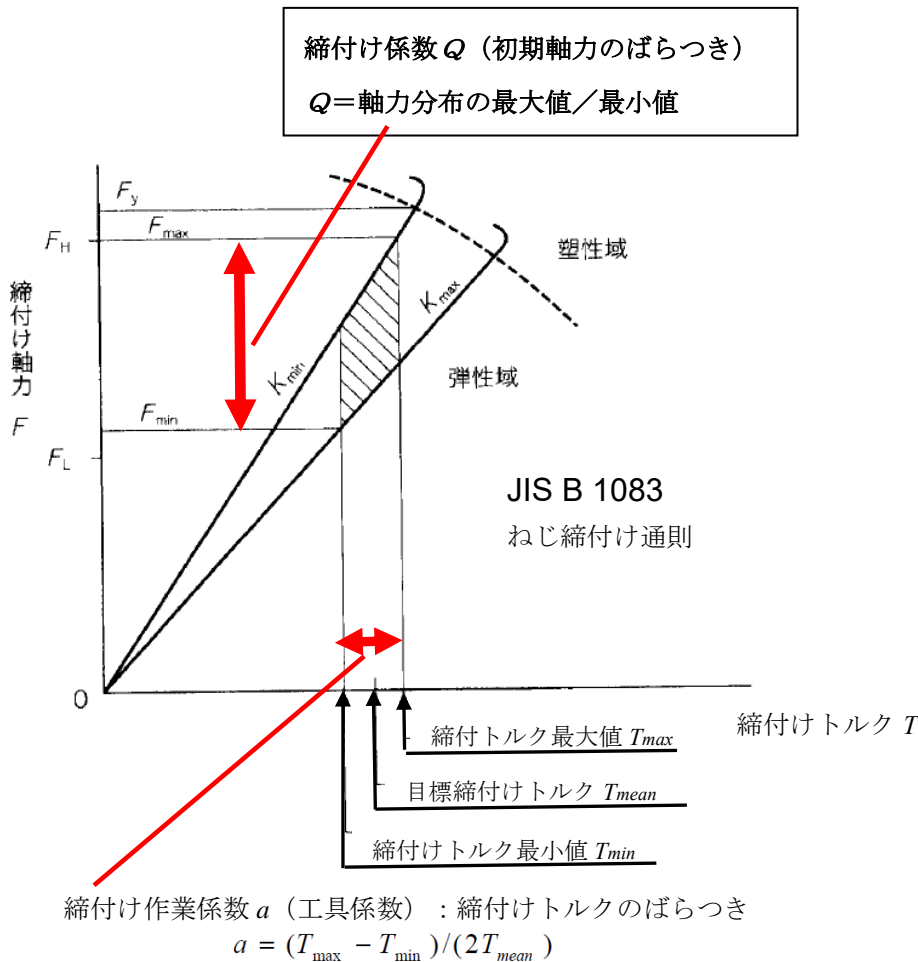 締付け係数Q（初期軸力のばらつき）
Q＝軸力分布の最大値／最小値
Fy
Fmax
FH
塑性域
締付け軸力 F
Kmax
Kmin
弾性域
Fmin
FL
JIS B 1083
ねじ締付け通則
0
締付けトルク T
締付トルク最大値 Tmax
目標締付けトルク Tmean
締付けトルク最小値 Tmin
締付け作業係数 a（工具係数）：締付けトルクのばらつき
a = (Tmax − Tmin)/(2Tmean)